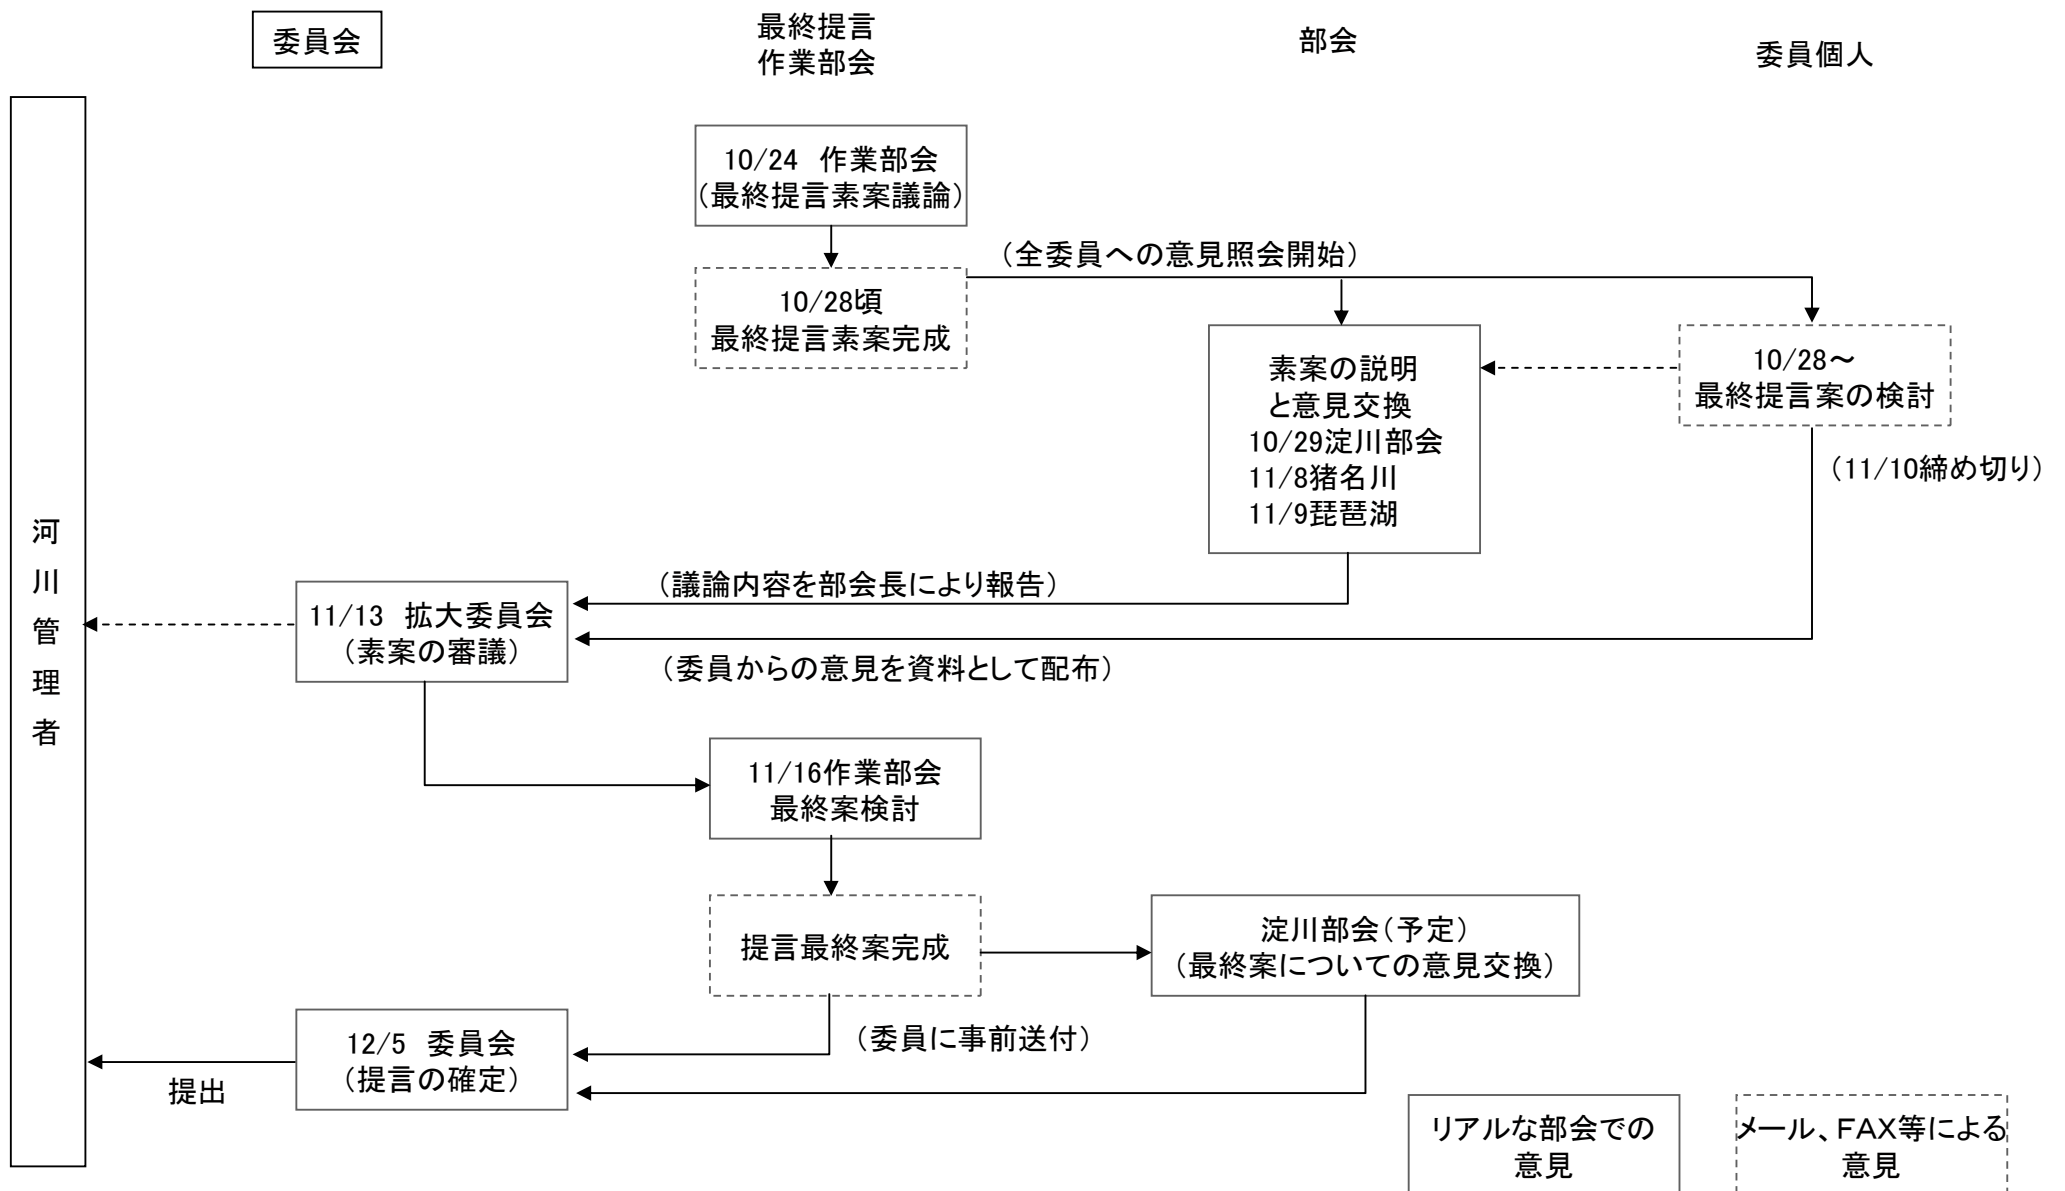 委員会
最終提言
作業部会
部会
委員個人
10/24 作業部会
（最終提言素案議論）
（全委員への意見照会開始）
10/28頃
最終提言素案完成
素案の説明
と意見交換
10/29淀川部会
11/8猪名川
11/9琵琶湖
10/28～
最終提言案の検討
（11/10締め切り）
河
川
管
理
者
（議論内容を部会長により報告）
11/13 拡大委員会
（素案の審議）
（委員からの意見を資料として配布）
11/16作業部会
最終案検討
提言最終案完成
淀川部会（予定）
（最終案についての意見交換）
（委員に事前送付）
12/5 委員会
（提言の確定）
提出
リアルな部会での
意見
メール、FAX等による
意見